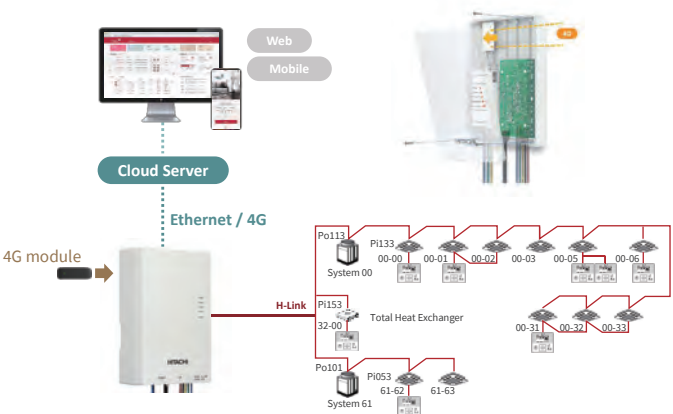 Web
Mobile
4G
Cloud Server
Ethernet / 4G
4G module
HITACHI
H-Link
Po113
System 00
Pi133
00-00
00-01
00-02
00-03
00-05
00-06
Pi153
32-00
Total Heat Exchanger
00-31
00-32
00-33
Po101
System 61
Pi053
61-62
61-63